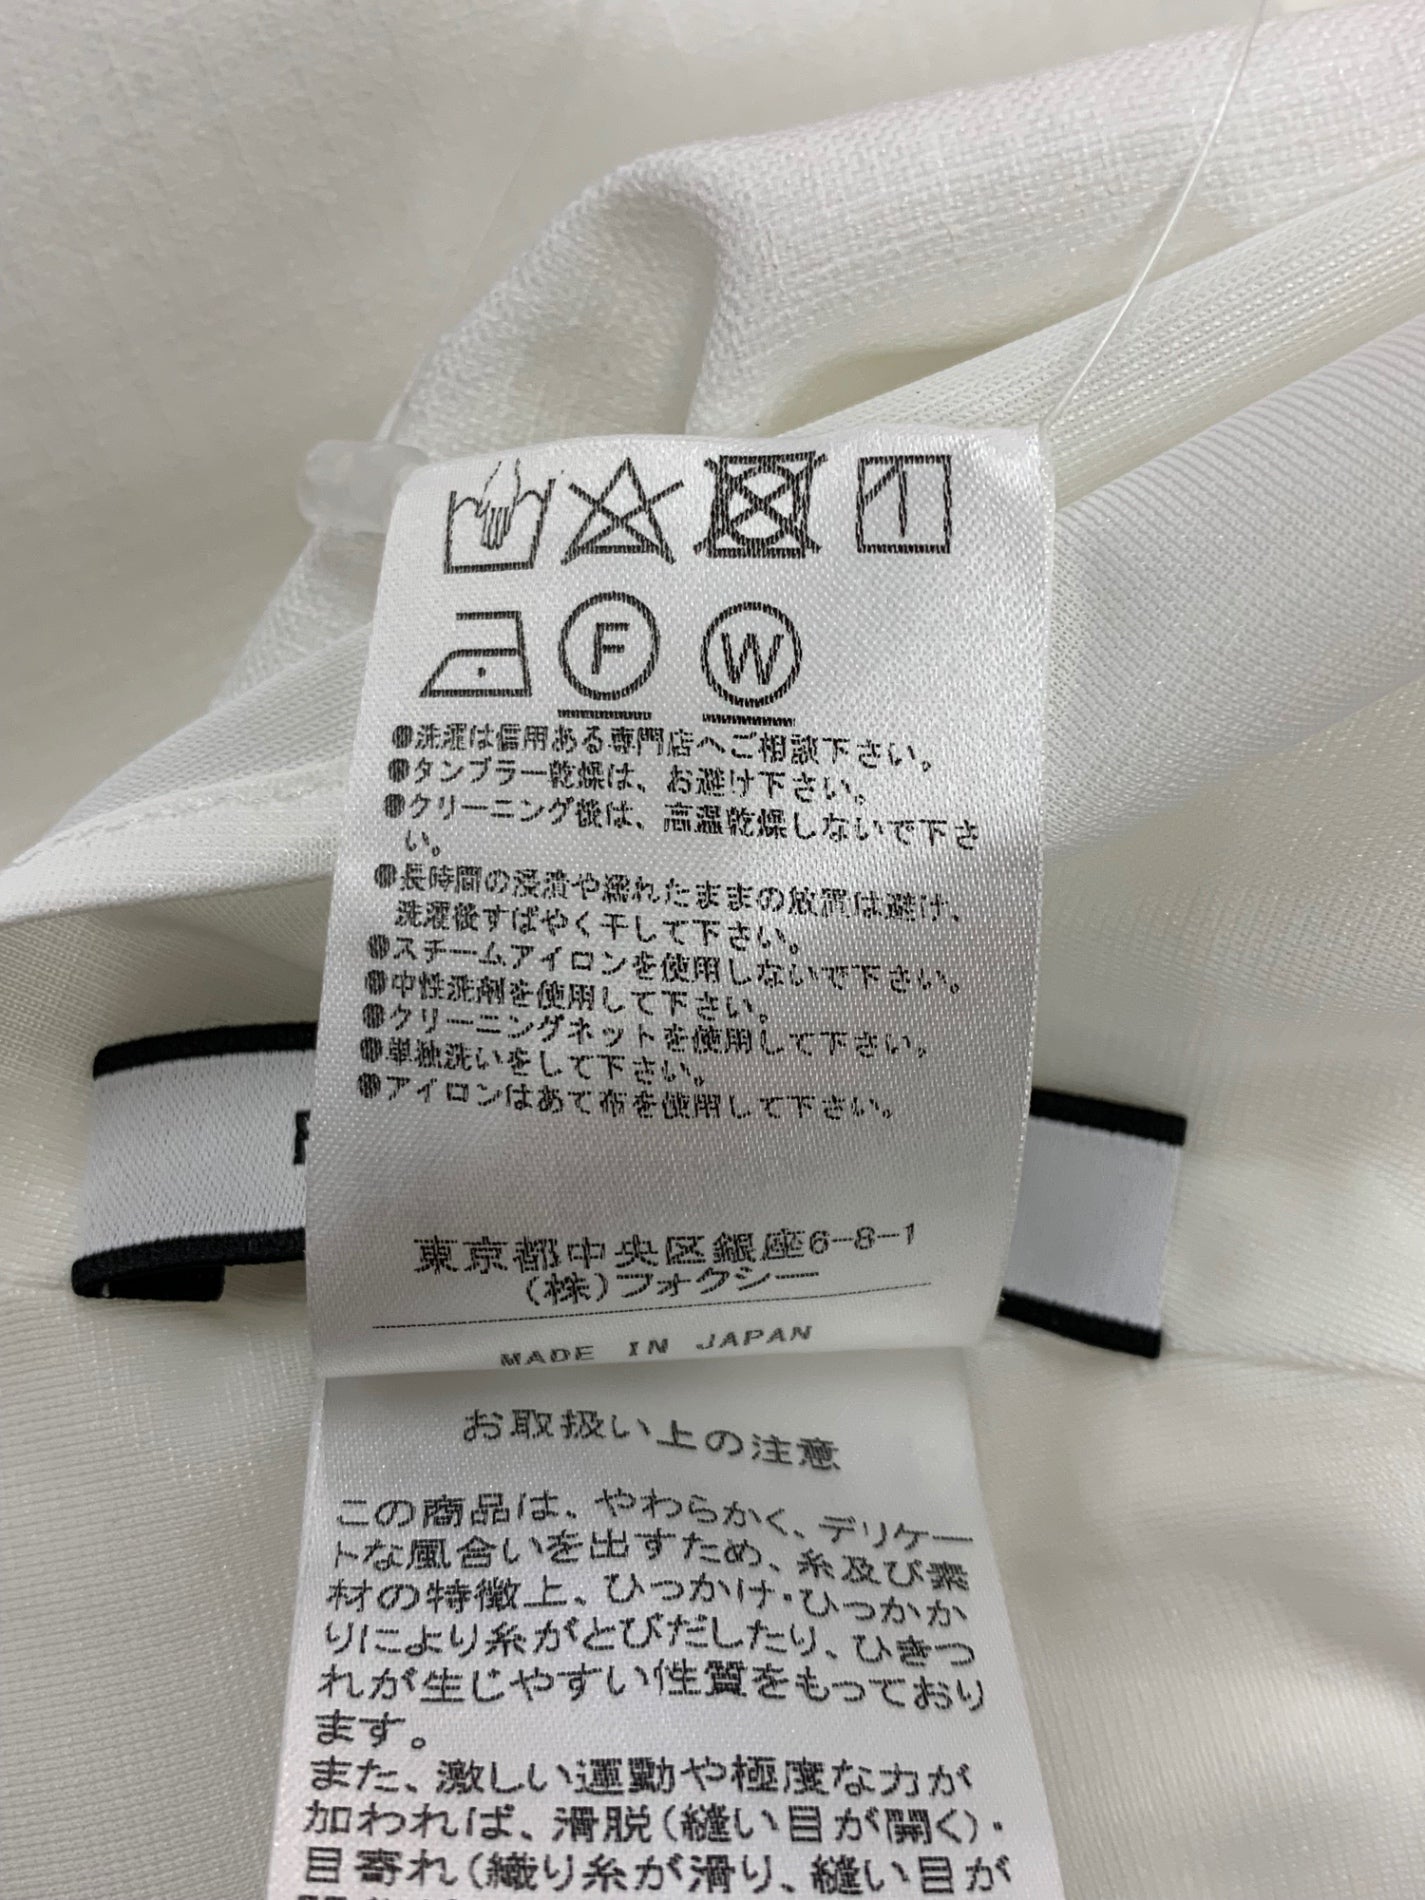 F
W
●洗濯は信用ある専門店へご相談下さい。
●タンブラー乾燥は、お避け下さい。
●クリーニング後は、高温乾燥しないで下さ
い。
●長時間の浸漬や濡れたままの放置は避け、
洗濯後すばやく干して下さい。
●スチームアイロンを使用しないで下さい。
●中性洗剤を使用して下さい。
●クリーニングネットを使用して下さい。
●単独洗いをして下さい。
●アイロンはあて布を使用して下さい。
東京都中央区銀座6-8-1
(株)フォクシー
MADE IN JAPAN
お取扱い上の注意
この商品は、やわらかく、デリケー
トな風合いを出すため、糸及び素
材の特徴上、ひっかけ・ひっかか
りにより糸がとびだしたり、ひきつ
れが生じやすい性質をもっており
ます。
また、激しい運動や極度な力が
加われば、滑脱(縫い目が開く)・
目寄れ(織り糸が滑り、縫い目が